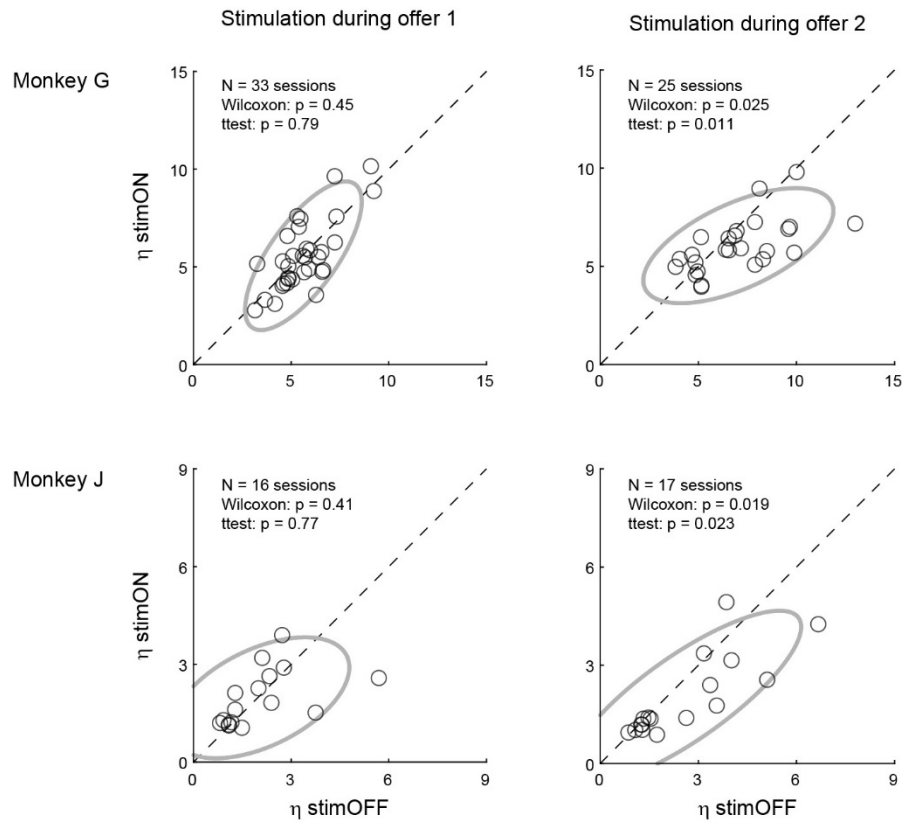 Stimulation during offer 1
Stimulation during offer 2
Monkey G
15
N = 33 sessions
Wilcoxon: p = 0.45
ttest: p = 0.79
10
η stimON
5
0
0 5 10 15
15
N = 25 sessions
Wilcoxon: p = 0.025
ttest: p = 0.011
10
5
0
0 5 10 15
Monkey J
9
N = 16 sessions
Wilcoxon: p = 0.41
ttest: p = 0.77
6
η stimON
3
0
0 3 6 9
η stimOFF
9
N = 17 sessions
Wilcoxon: p = 0.019
ttest: p = 0.023
6
3
0
0 3 6 9
η stimOFF